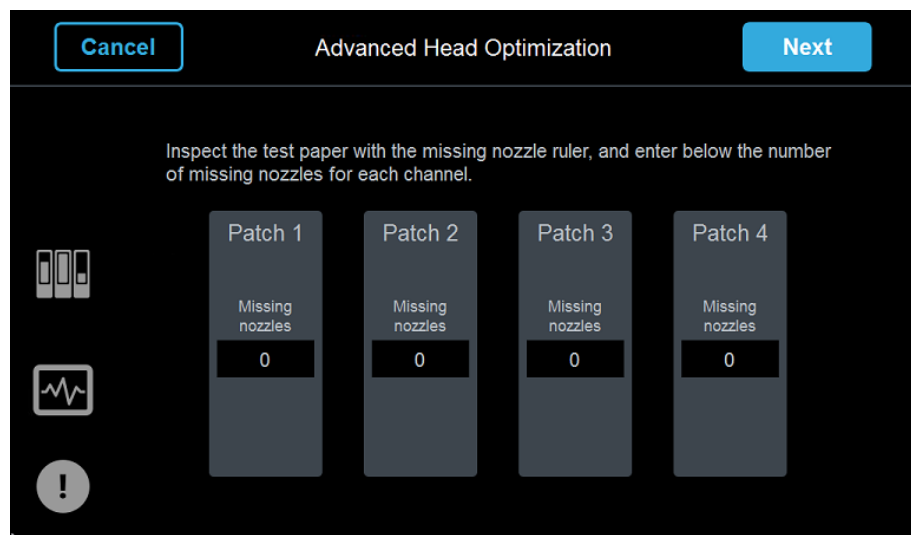 Cancel
Advanced Head Optimization
Next
Inspect the test paper with the missing nozzle ruler, and enter below the number
of missing nozzles for each channel.
Patch 1
Patch 2
Patch 3
Patch 4
Missing
nozzles
0
Missing
nozzles
0
Missing
nozzles
0
Missing
nozzles
0
!